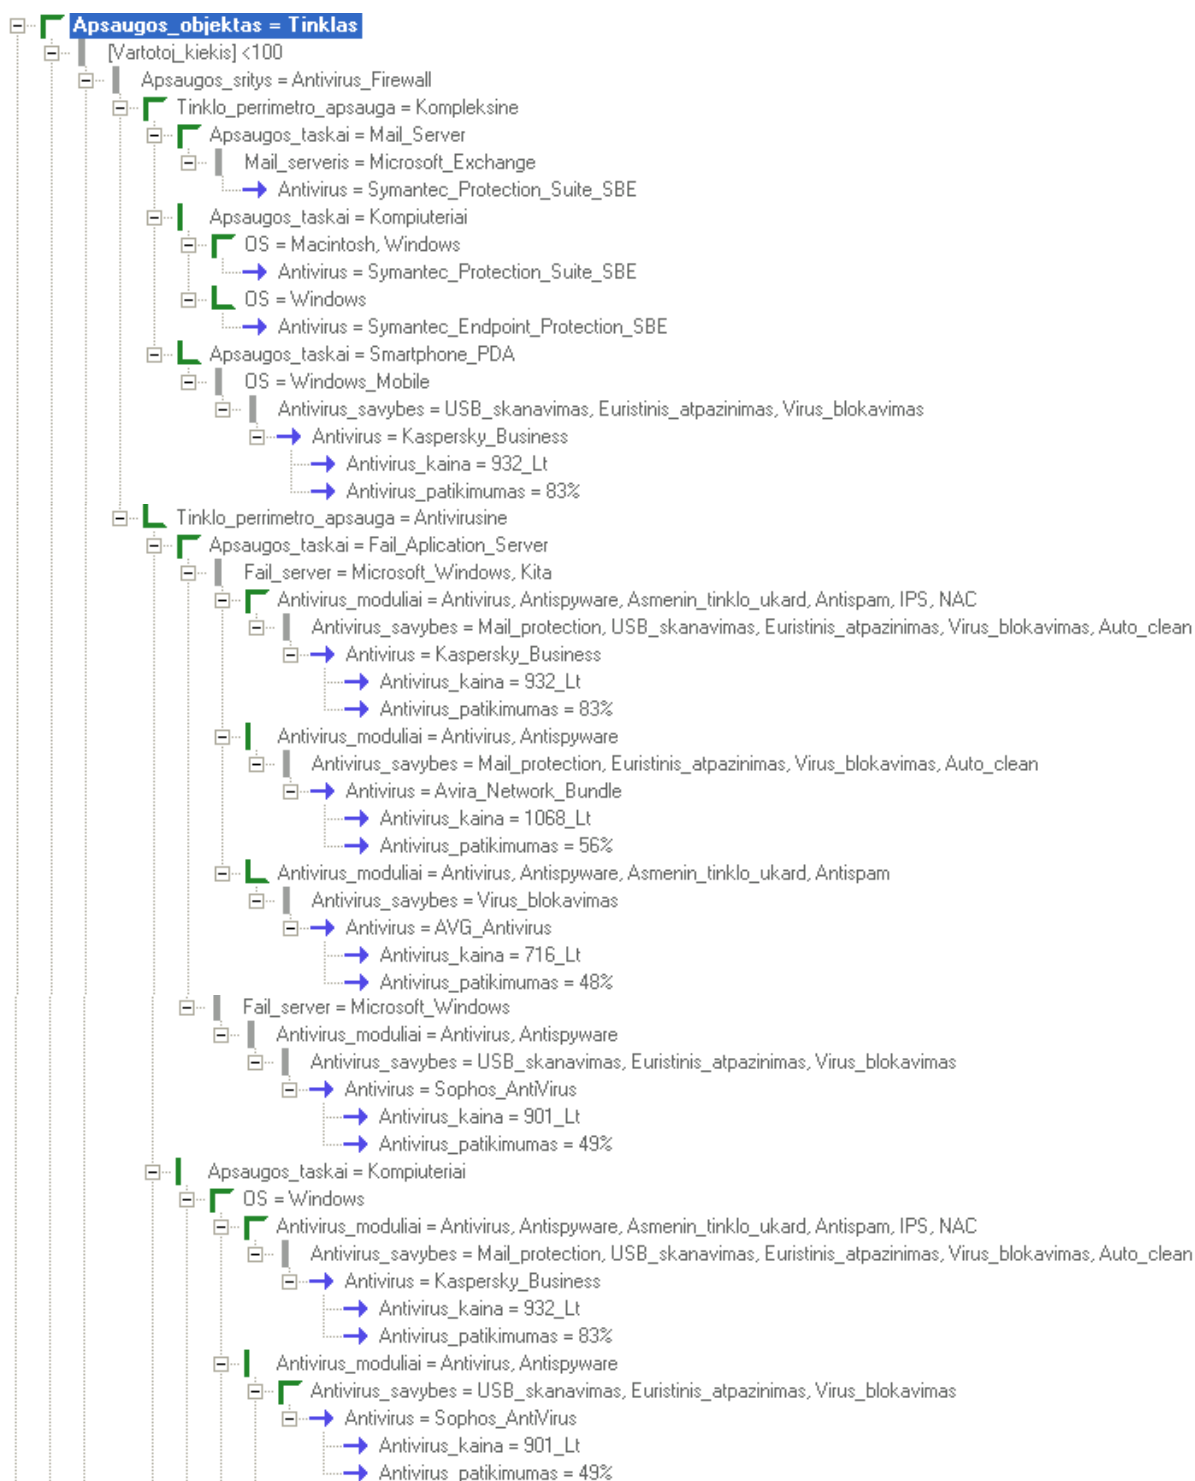 Apsaugos_objektas = Tinklas
[Vartotoj_kiekis] <100
Apsaugos_sritys = Antivirus_Firewall
Tinklo_perrimetro_apsauga = Kompleksine
Apsaugos_taskai = Mail_Server
Mail_serveris = Microsoft_Exchange
Antivirus = Symantec_Protection_Suite_SBE
Apsaugos_taskai = Kompiuteriai
OS = Macintosh, Windows
Antivirus = Symantec_Protection_Suite_SBE
OS = Windows
Antivirus = Symantec_Endpoint_Protection_SBE
Apsaugos_taskai = Smartphone_PDA
OS = Windows_Mobile
Antivirus_savybes = USB_skanavimas, Euristinis_atpazinimas, Virus_blokavimas
Antivirus = Kaspersky_Business
Antivirus_kaina = 932_Lt
Antivirus_patikimumas = 83%
Tinklo_perrimetro_apsauga = Antivirusine
Apsaugos_taskai = Fail_Aplication_Server
Fail_server = Microsoft_Windows, Kita
Antivirus_moduliai = Antivirus, Antispyware, Asmenin_tinklo_ukard, Antispam, IPS, NAC
Antivirus_savybes = Mail_protection, USB_skanavimas, Euristinis_atpazinimas, Virus_blokavimas, Auto_clean
Antivirus = Kaspersky_Business
Antivirus_kaina = 932_Lt
Antivirus_patikimumas = 83%
Antivirus_moduliai = Antivirus, Antispyware
Antivirus_savybes = Mail_protection, Euristinis_atpazinimas, Virus_blokavimas, Auto_clean
Antivirus = Avira_Network_Bundle
Antivirus_kaina = 1068_Lt
Antivirus_patikimumas = 56%
Antivirus_moduliai = Antivirus, Antispyware, Asmenin_tinklo_ukard, Antispam
Antivirus_savybes = Virus_blokavimas
Antivirus = AVG_Antivirus
Antivirus_kaina = 716_Lt
Antivirus_patikimumas = 48%
Fail_server = Microsoft_Windows
Antivirus_moduliai = Antivirus, Antispyware
Antivirus_savybes = USB_skanavimas, Euristinis_atpazinimas, Virus_blokavimas
Antivirus = Sophos_AntiVirus
Antivirus_kaina = 901_Lt
Antivirus_patikimumas = 49%
Apsaugos_taskai = Kompiuteriai
OS = Windows
Antivirus_moduliai = Antivirus, Antispyware, Asmenin_tinklo_ukard, Antispam, IPS, NAC
Antivirus_savybes = Mail_protection, USB_skanavimas, Euristinis_atpazinimas, Virus_blokavimas, Auto_clean
Antivirus = Kaspersky_Business
Antivirus_kaina = 932_Lt
Antivirus_patikimumas = 83%
Antivirus_moduliai = Antivirus, Antispyware
Antivirus_savybes = USB_skanavimas, Euristinis_atpazinimas, Virus_blokavimas
Antivirus = Sophos_AntiVirus
Antivirus_kaina = 901_Lt
Antivirus_patikimumas = 49%